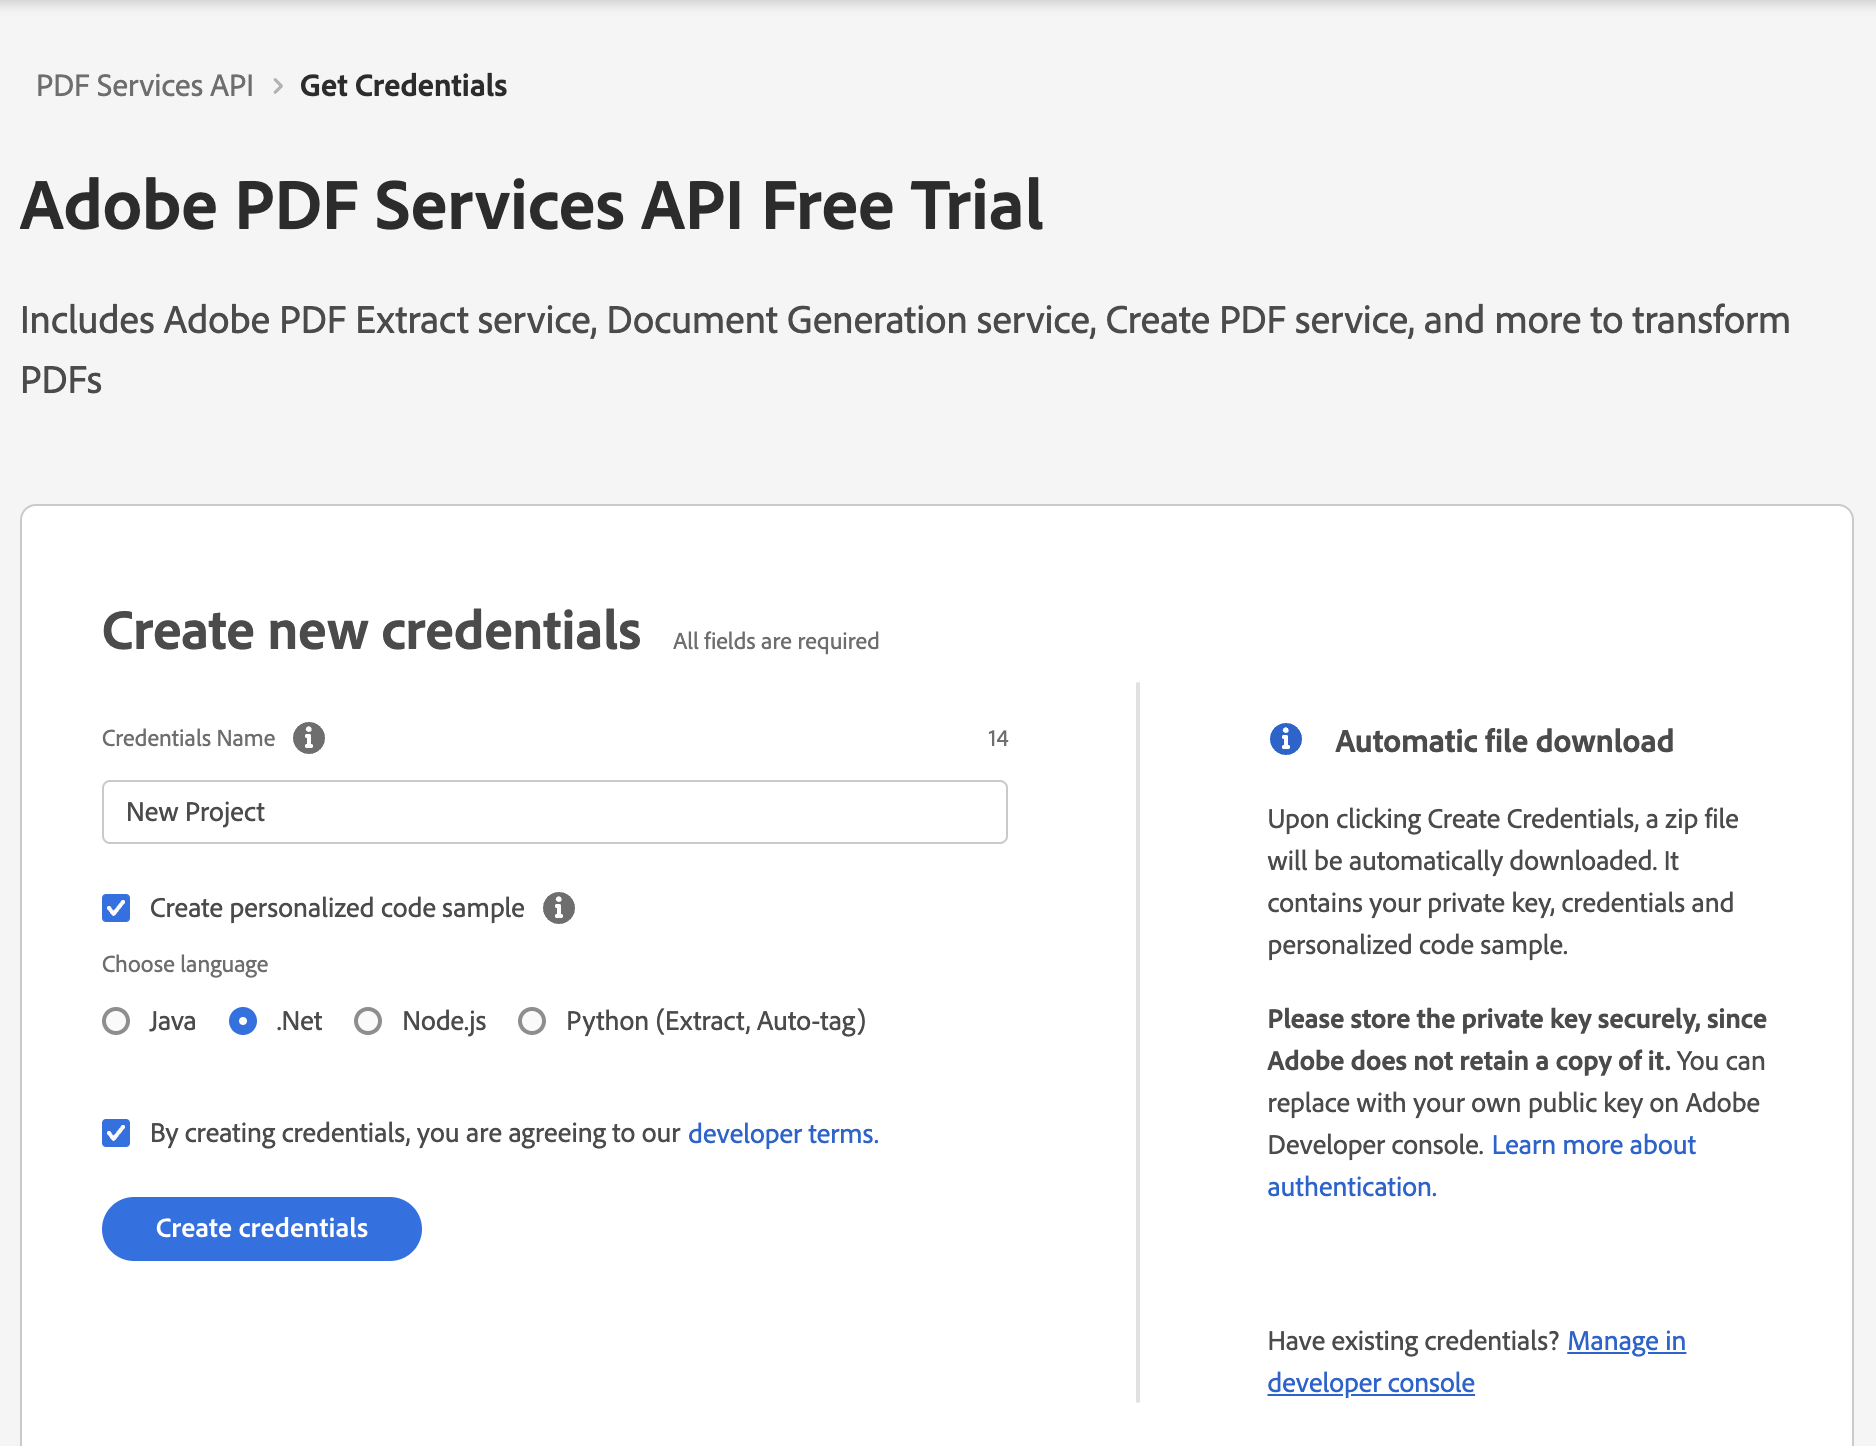 PDF Services API > Get Credentials
Adobe PDF Services API Free Trial
Includes Adobe PDF Extract service, Document Generation service, Create PDF service, and more to transform
PDFs
Create new credentials All fields are required
Credentials Name 14
New Project
Create personalized code sample
Choose language
Java .Net Node.js Python (Extract, Auto-tag)
By creating credentials, you are agreeing to our developer terms.
Create credentials
Automatic file download
Upon clicking Create Credentials, a zip file
will be automatically downloaded. It
contains your private key, credentials and
personalized code sample.
Please store the private key securely, since
Adobe does not retain a copy of it. You can
replace with your own public key on Adobe
Developer console. Learn more about
authentication.
Have existing credentials? Manage in
developer console